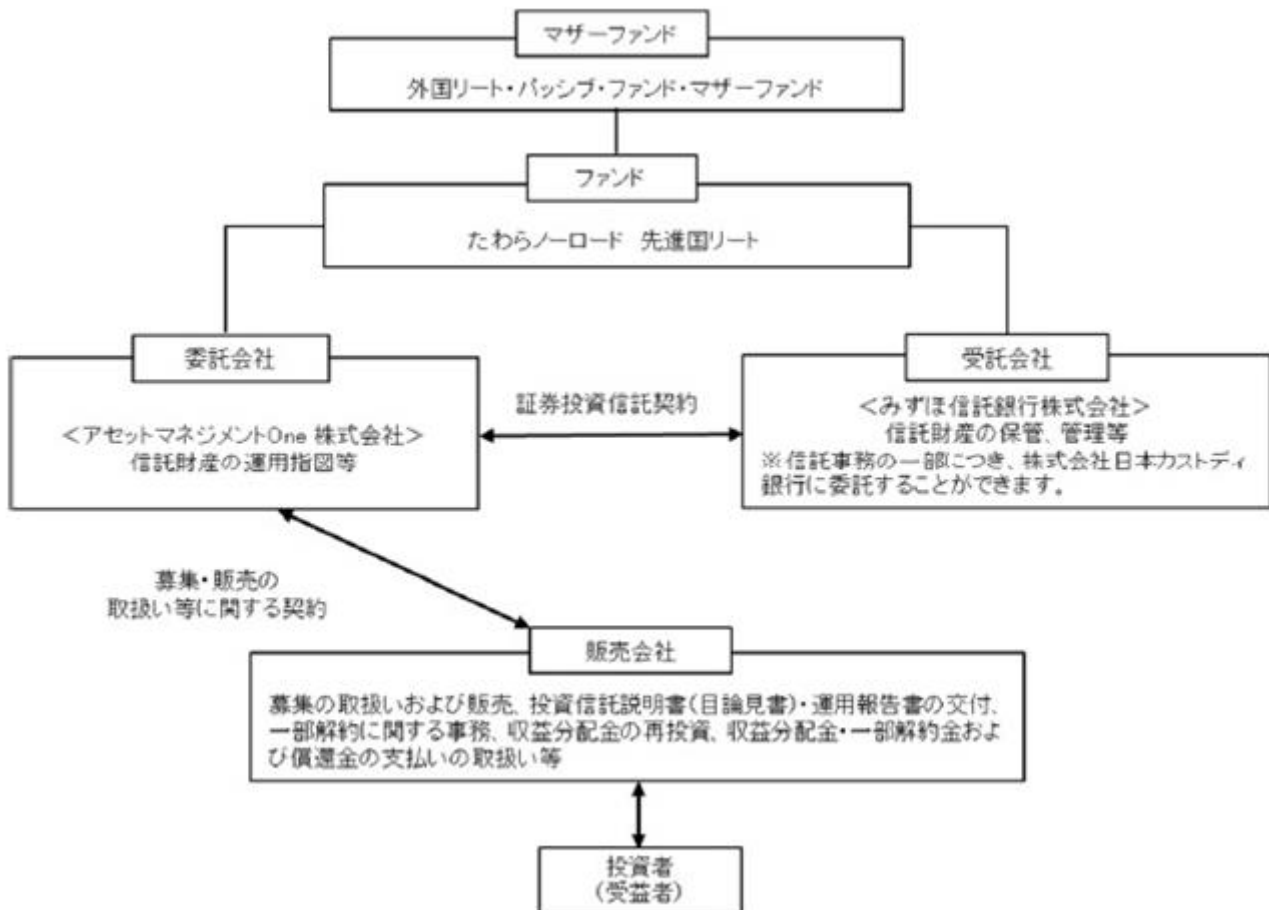 マザーファンド
外国リート・パッシブ・ファンド・マザーファンド
ファンド
たわらノーロード 先進国リート
委託会社
＜アセットマネジメントOne 株式会社＞
信託財産の運用指図等
証券投資信託契約
受託会社
＜みずほ信託銀行株式会社＞
信託財産の保管、管理等
※信託事務の一部につき、株式会社日本カストディ
銀行に委託することができます。
募集・販売の
取扱い等に関する契約
販売会社
募集の取扱いおよび販売、投資信託説明書(目論見書)・運用報告書の交付、
一部解約に関する事務、収益分配金の再投資、収益分配金・一部解約金およ
び償還金の支払いの取扱い等
投資者
（受益者）